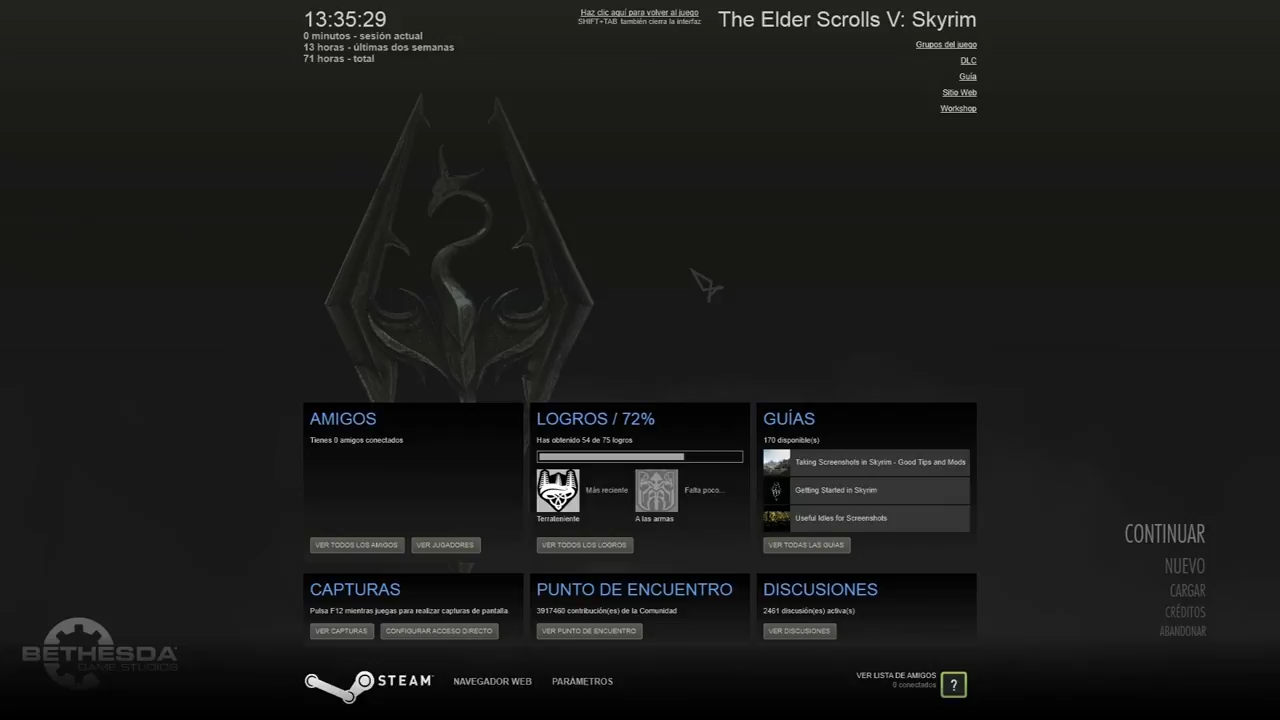 13:35:29
0 minutos - sesión actual
13 horas - últimas dos semanas
71 horas - total
Haz clic aquí para volver al juego
SHIFT+TAB también cierra la interfaz
The Elder Scrolls V: Skyrim
Grupos del juego
DLC
Guía
Sitio Web
Workshop
AMIGOS
Tienes 0 amigos conectados
VER TODOS LOS AMIGOS
VER JUGADORES
LOGROS / 72%
Has obtenido 54 de 75 logros
Más reciente
Falta poco...
Terrateniente
A las armas
VER TODOS LOS LOGROS
GUÍAS
170 disponible(s)
Taking Screenshots in Skyrim - Good Tips and Mods
Getting Started in Skyrim
Useful Idles for Screenshots
VER TODAS LAS GUÍAS
CONTINUAR
NUEVO
CARGAR
CRÉDITOS
ABANDONAR
CAPTURAS
Pulsa F12 mientras juegas para realizar capturas de pantalla.
VER CAPTURAS
CONFIGURAR ACCESO DIRECTO
PUNTO DE ENCUENTRO
3917460 contribución(es) de la Comunidad
VER PUNTO DE ENCUENTRO
DISCUSIONES
2461 discusión(es) activa(s)
VER DISCUSIONES
BETHESDA
GAME STUDIOS
STEAM
NAVEGADOR WEB
PARÁMETROS
VER LISTA DE AMIGOS
0 conectados
?